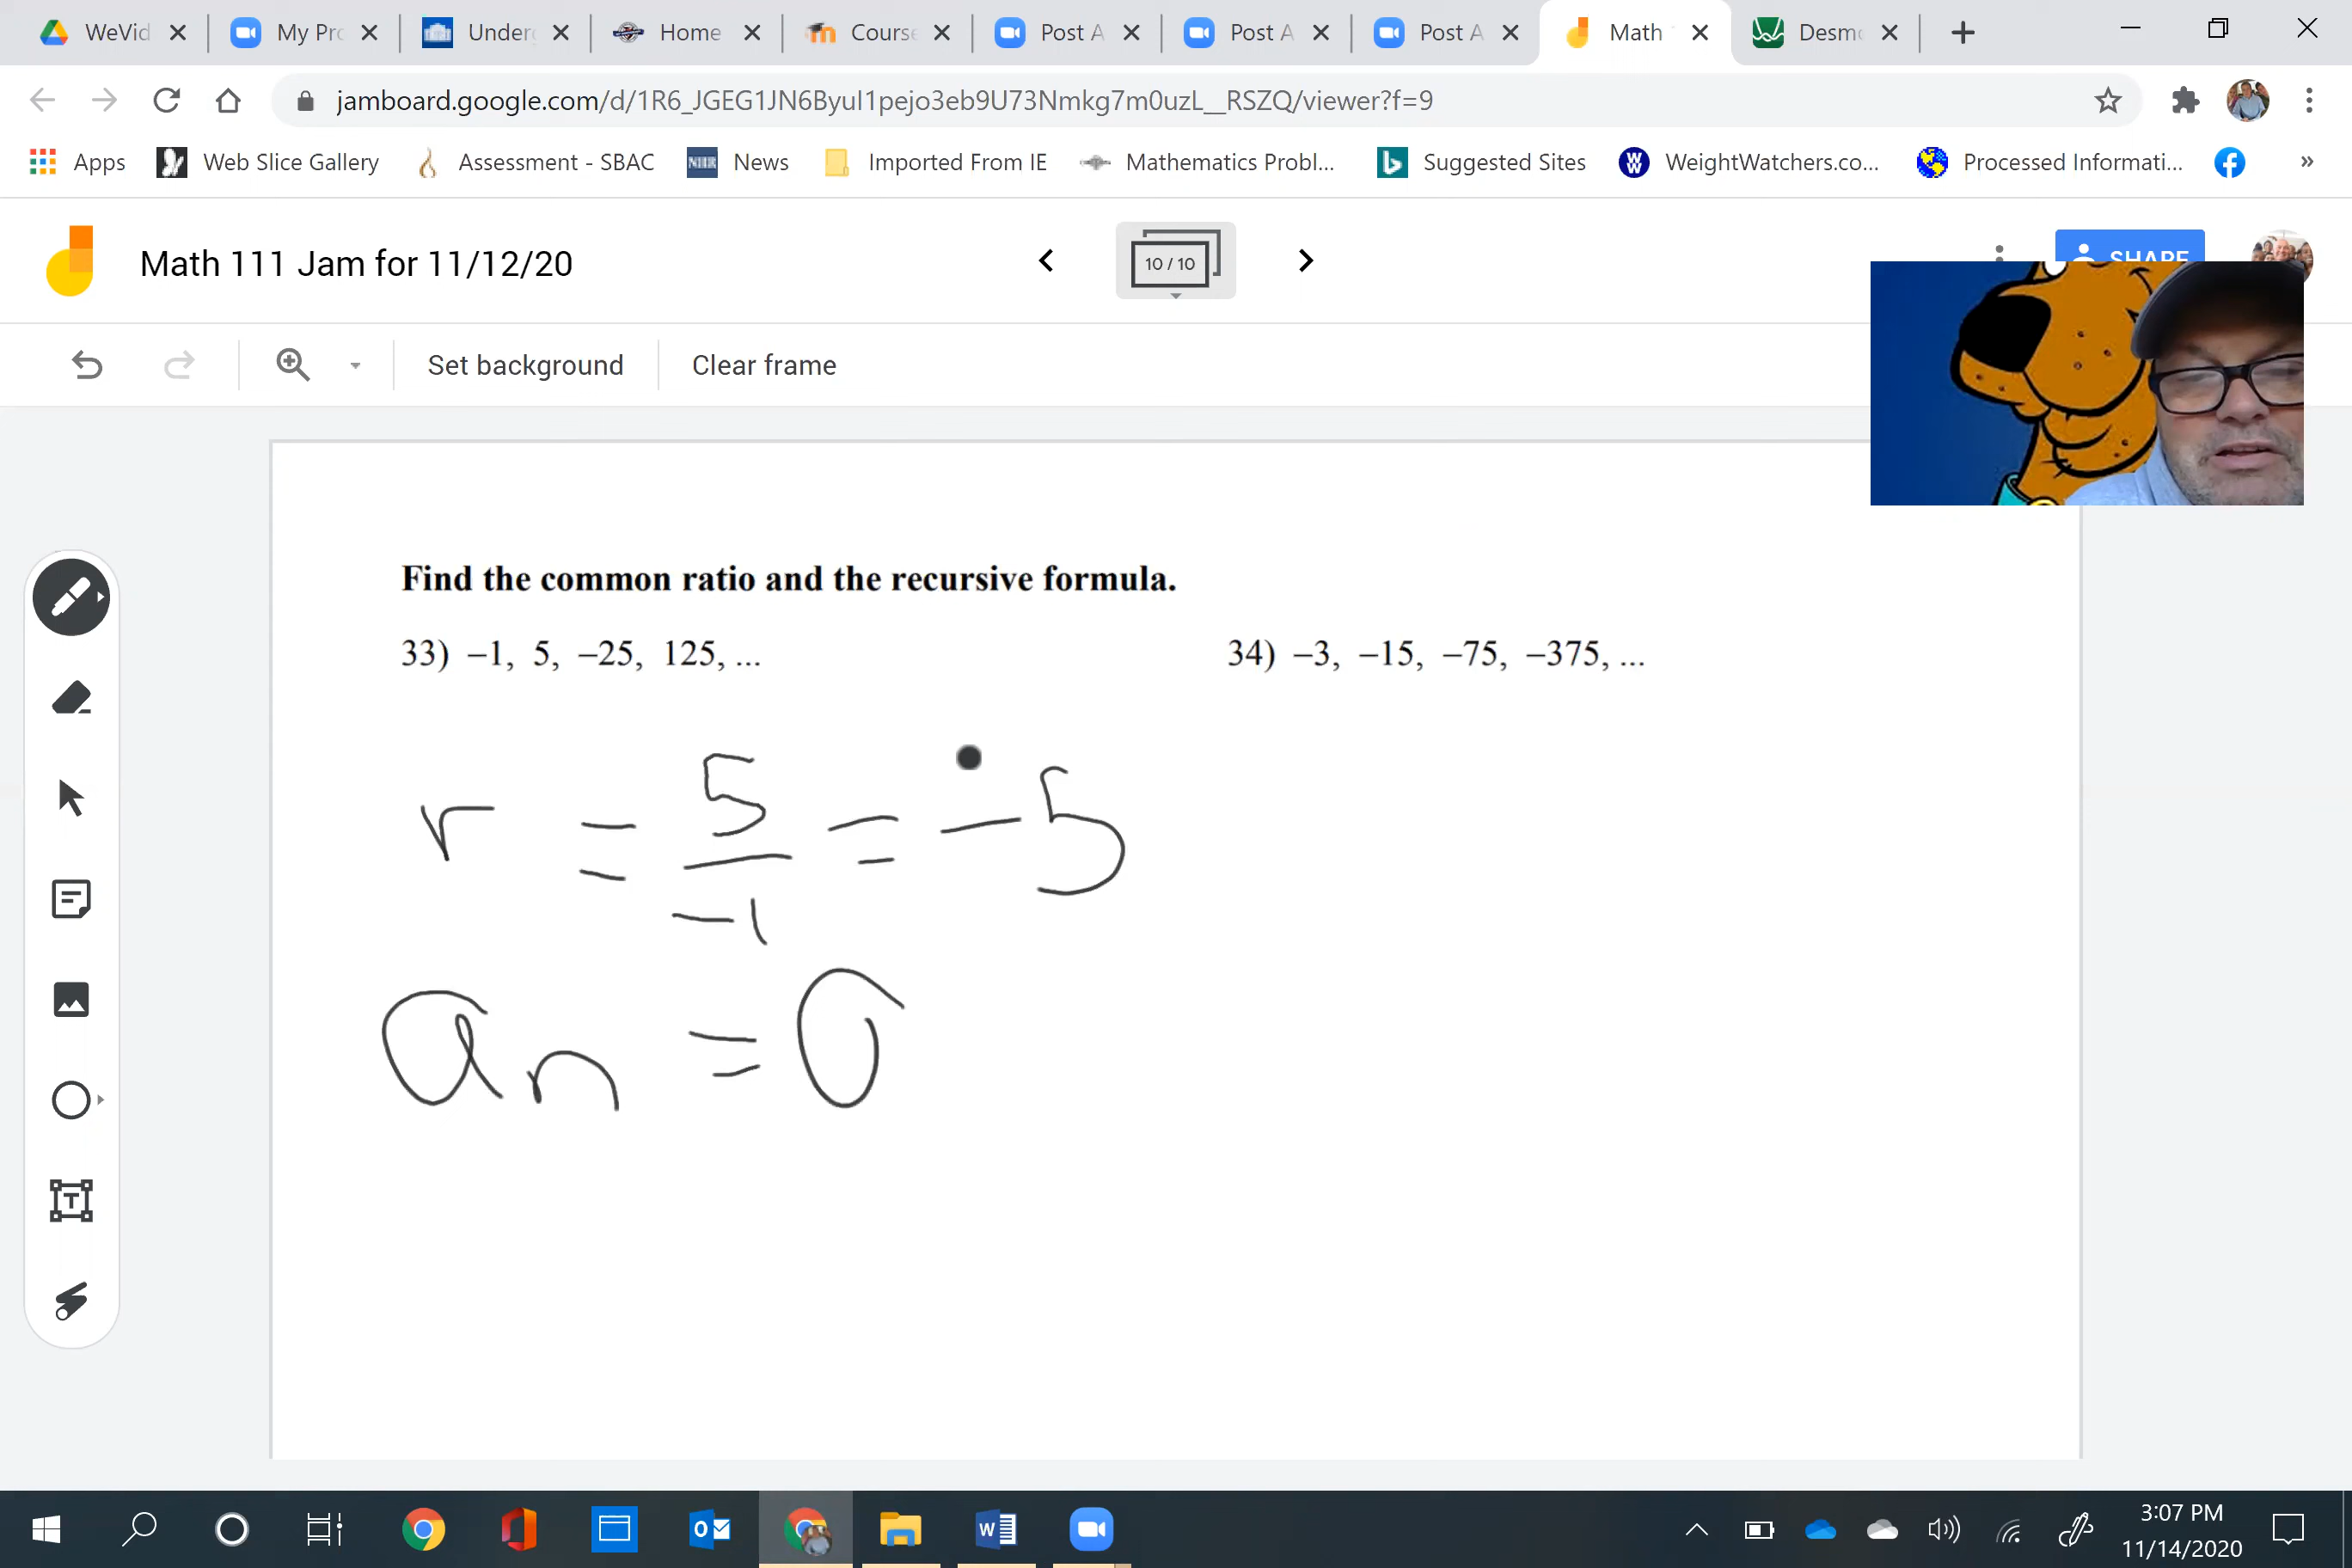 WeVid My Pro Under Home Course Post A Post A Post A Math Desmo
jamboard.google.com/d/1R6_JGEG1JN6ByuI1pejo3eb9U73Nmkg7m0uzL__RSZQ/viewer?f=9
Apps Web Slice Gallery Assessment - SBAC News Imported From IE Mathematics Probl... Suggested Sites WeightWatchers.co... Processed Informati... »
Math 111 Jam for 11/12/20
10 / 10
SHARE
Set background Clear frame
Find the common ratio and the recursive formula.
33) –1, 5, –25, 125, ... 34) –3, –15, –75, –375, ...
r = 5/-1 = -5
an = a
3:07 PM
11/14/2020